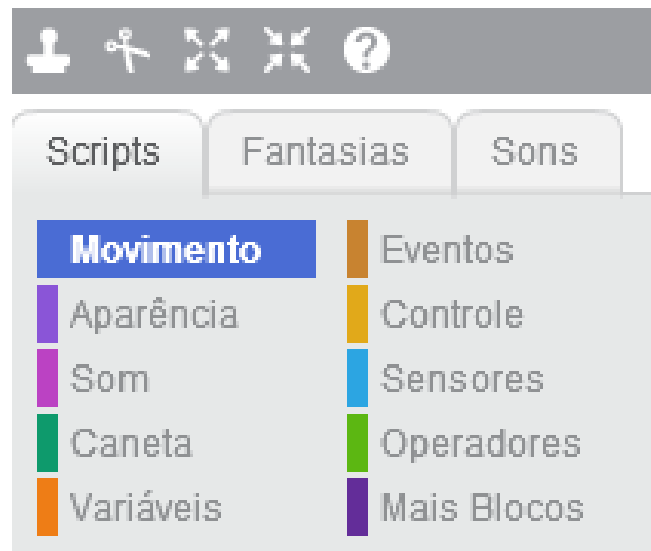 Scripts Fantasias Sons
Movimento Eventos
Aparência Controle
Som Sensores
Caneta Operadores
Variáveis Mais Blocos